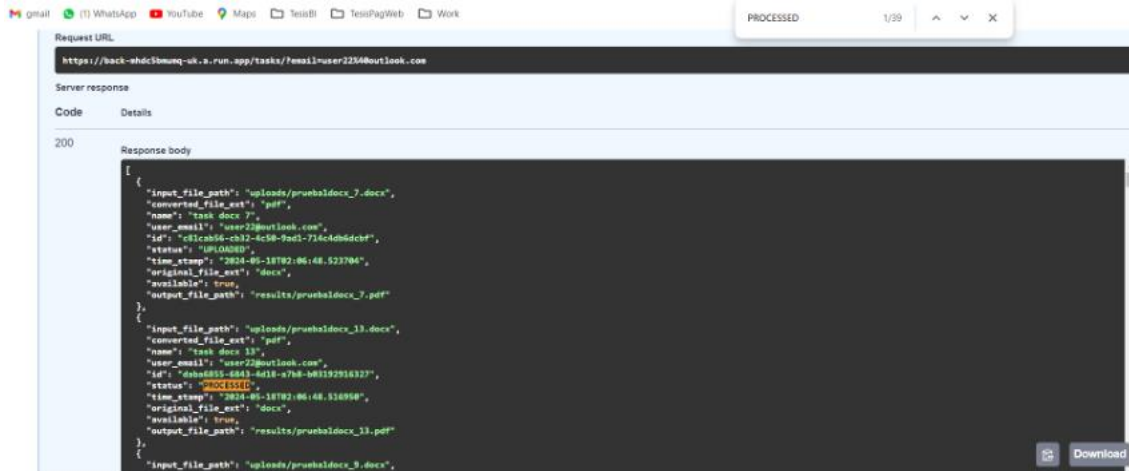 gmail (1) WhatsApp YouTube Maps TesisBI TesisPagWeb Work
PROCESSED 1/39
Request URL
https://back-mhdc5bmumq-uk.a.run.app/tasks/?email=user22%40outlook.com
Server response
Code Details
200
Response body
[
{
"input_file_path": "uploads/pruebaldocx_7.docx",
"converted_file_ext": "pdf",
"name": "task docx 7",
"user_email": "user22@outlook.com",
"id": "c81cab56-cb32-4c50-9ad1-714c4db6dcbf",
"status": "UPLOADED",
"time_stamp": "2024-05-18T02:06:48.523704",
"original_file_ext": "docx",
"available": true,
"output_file_path": "results/pruebaldocx_7.pdf"
},
{
"input_file_path": "uploads/pruebaldocx_13.docx",
"converted_file_ext": "pdf",
"name": "task docx 13",
"user_email": "user22@outlook.com",
"id":
"status": "PROCESSED",
"time_stamp": "2024-05-18T02:06:48.516950",
"original_file_ext": "docx",
"available": true,
"output_file_path": "results/pruebaldocx_13.pdf"
},
{
"input_file_path": "uploads/pruebaldocx_9.docx",
Download